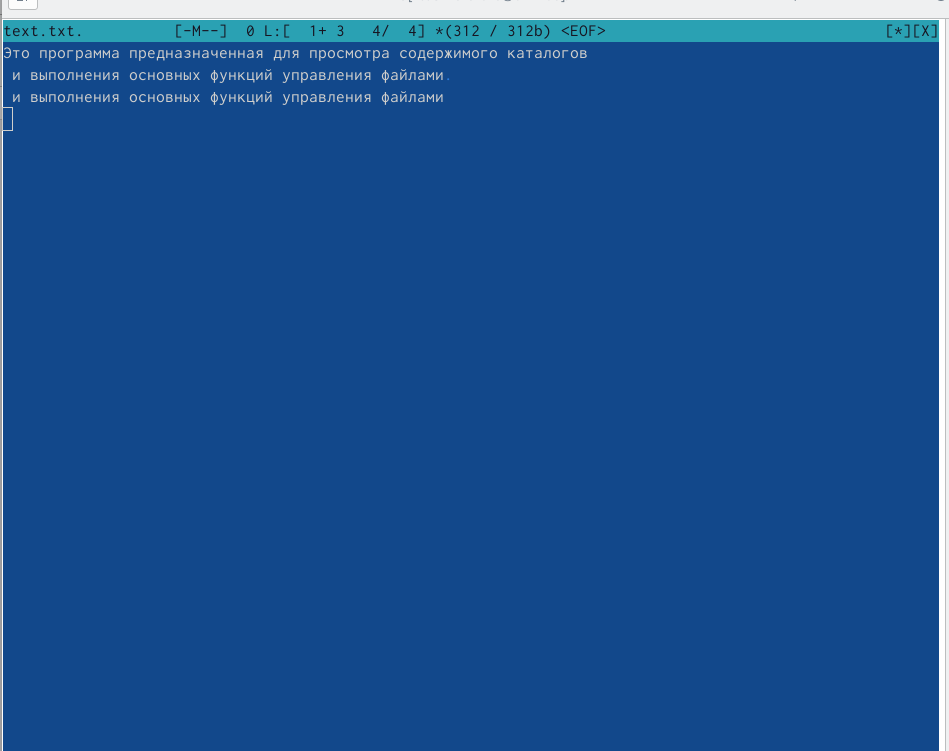 text.txt. [-M--] 0 L:[ 1+ 3 4/ 4] *(312 / 312b) <EOF> [*][X]
Это программа предназначенная для просмотра содержимого каталогов
и выполнения основных функций управления файлами.
и выполнения основных функций управления файлами